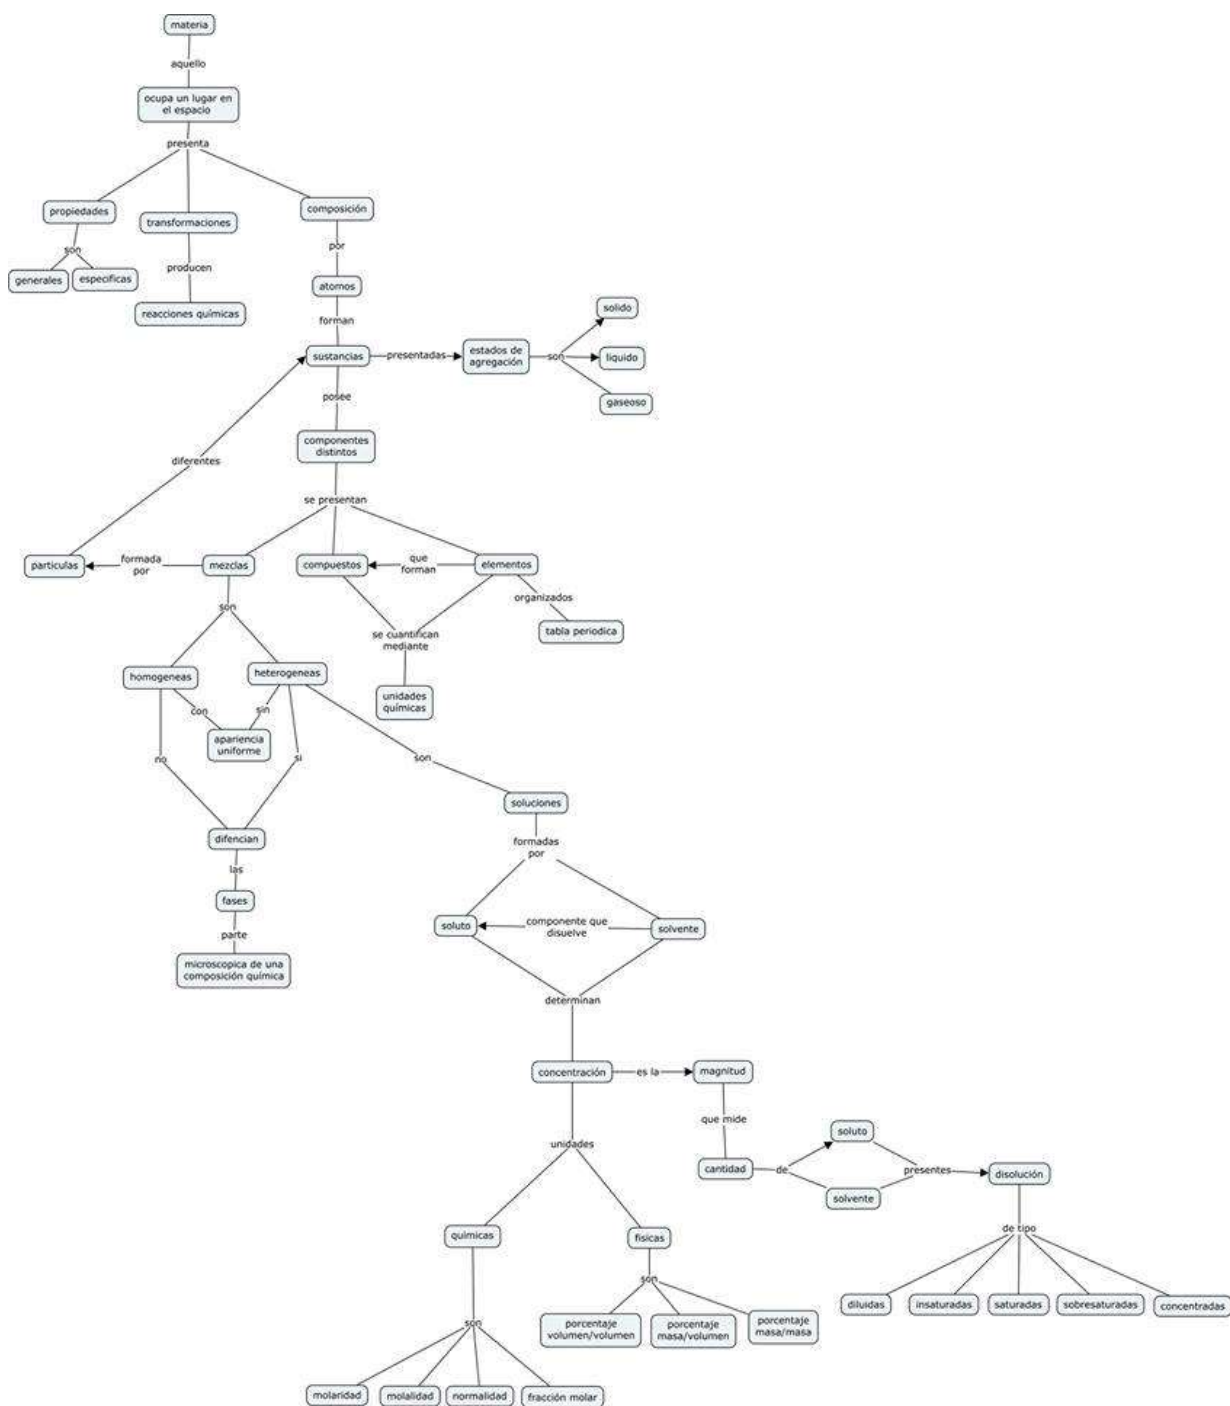 materia
aquello
ocupa un lugar en
el espacio
presenta
propiedades
transformaciones
composición
son
producen
por
generales
especificas
reacciones químicas
atomos
forman
sustancias
presentadas
estados de
agregación
son
solido
liquido
gaseoso
posee
componentes
distintos
diferentes
se presentan
particulas
formada
por
mezclas
compuestos
que
forman
elementos
organizados
tabla periodica
son
se cuantifican
mediante
homogeneas
heterogeneas
unidades
químicas
con
sin
apariencia
uniforme
no
si
son
soluciones
difencian
formadas
por
las
fases
soluto
componente que
disuelve
solvente
parte
microscopica de una
composición química
determinan
concentración
es la
magnitud
que mide
unidades
cantidad
de
soluto
solvente
presentes
disolución
quimicas
fisicas
de tipo
son
diluidas
insaturadas
saturadas
sobresaturadas
concentradas
son
porcentaje
volumen/volumen
porcentaje
masa/volumen
porcentaje
masa/masa
molaridad
molalidad
normalidad
fracción molar